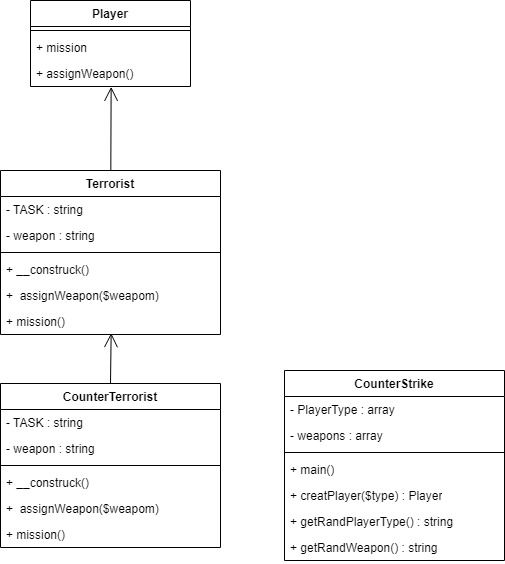 Player
+ mission
+ assignWeapon()
Terrorist
- TASK : string
- weapon : string
+ __construck()
+ assignWeapon($weapom)
+ mission()
CounterTerrorist
- TASK : string
- weapon : string
+ __construck()
+ assignWeapon($weapom)
+ mission()
CounterStrike
- PlayerType : array
- weapons : array
+ main()
+ creatPlayer($type) : Player
+ getRandPlayerType() : string
+ getRandWeapon() : string